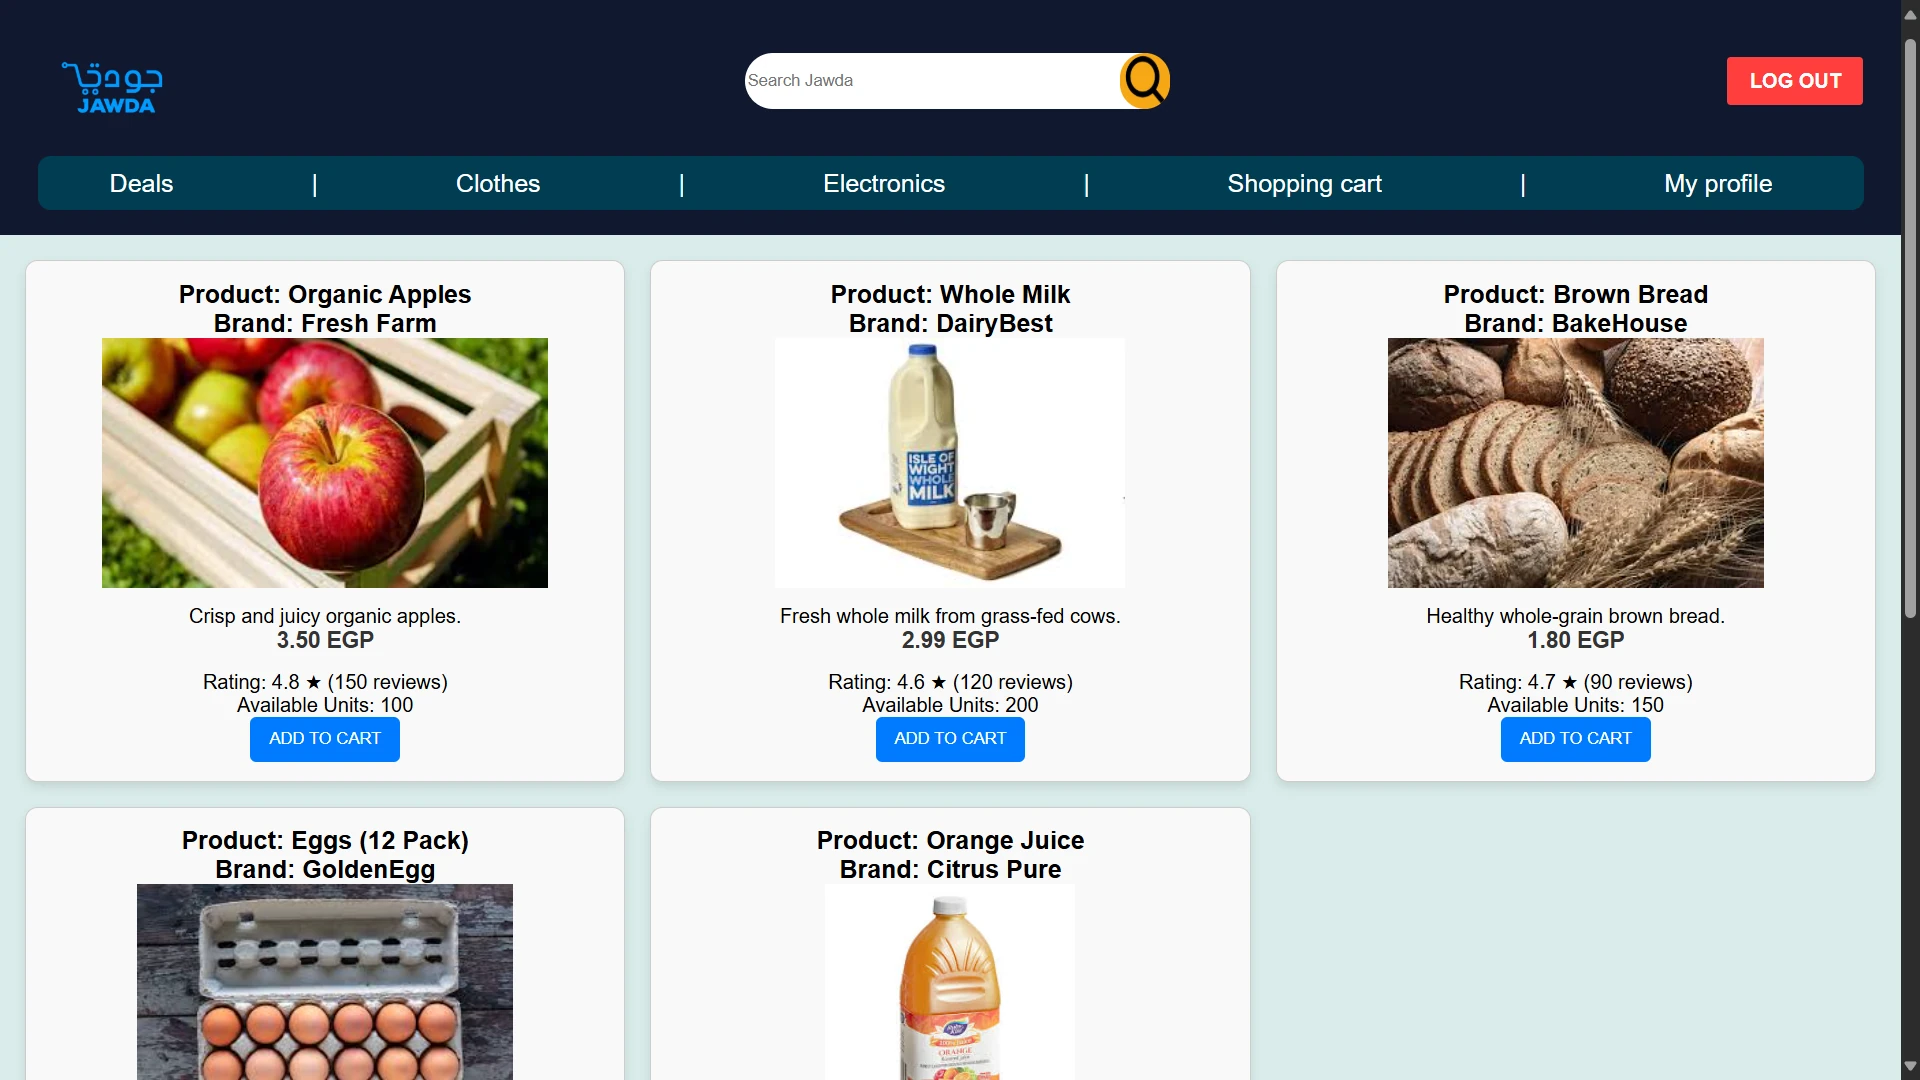 جودتي
JAWDA
Search Jawda
LOG OUT
Deals | Clothes | Electronics | Shopping cart | My profile
Product: Organic Apples
Brand: Fresh Farm
Crisp and juicy organic apples.
3.50 EGP
Rating: 4.8 ★ (150 reviews)
Available Units: 100
ADD TO CART
Product: Whole Milk
Brand: DairyBest
ISLE OF
WIGHT
WHOLE
MILK
Fresh whole milk from grass-fed cows.
2.99 EGP
Rating: 4.6 ★ (120 reviews)
Available Units: 200
ADD TO CART
Product: Brown Bread
Brand: BakeHouse
Healthy whole-grain brown bread.
1.80 EGP
Rating: 4.7 ★ (90 reviews)
Available Units: 150
ADD TO CART
Product: Eggs (12 Pack)
Brand: GoldenEgg
Product: Orange Juice
Brand: Citrus Pure
ORANGE